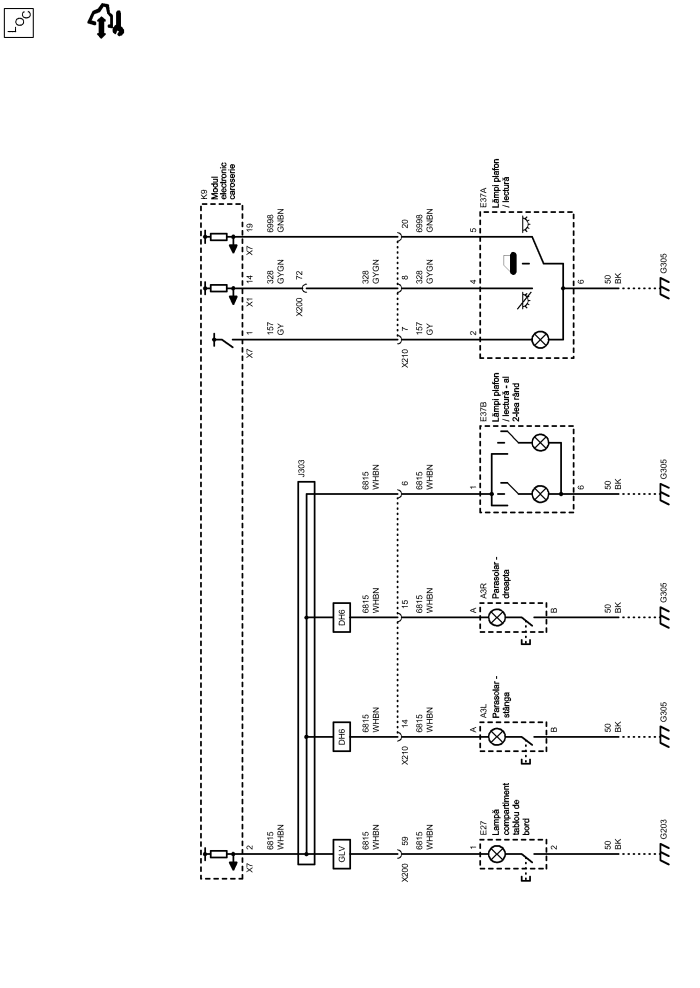 LOC
K9
Modul
electronic
caroserie
X7
19
6998
GNBN
20
6998
GNBN
5
E37A
Lămpi plafon
/ lectură
X1
14
328
GYGN
X200
72
328
GYGN
8
328
GYGN
4
6
50
BK
G305
X7
1
157
GY
X210
7
157
GY
2
J303
6815
WHBN
6
6815
WHBN
1
E37B
Lămpi plafon
/ lectură - al
2-lea rând
6
50
BK
G305
DH6
6815
WHBN
15
6815
WHBN
A
A3R
Parasolar -
dreapta
B
50
BK
G305
DH6
6815
WHBN
X210
14
6815
WHBN
A
A3L
Parasolar -
stânga
B
50
BK
G305
X7
2
6815
WHBN
GLV
6815
WHBN
X200
59
6815
WHBN
1
E27
Lampă
compartiment
tablou de
bord
2
50
BK
G203